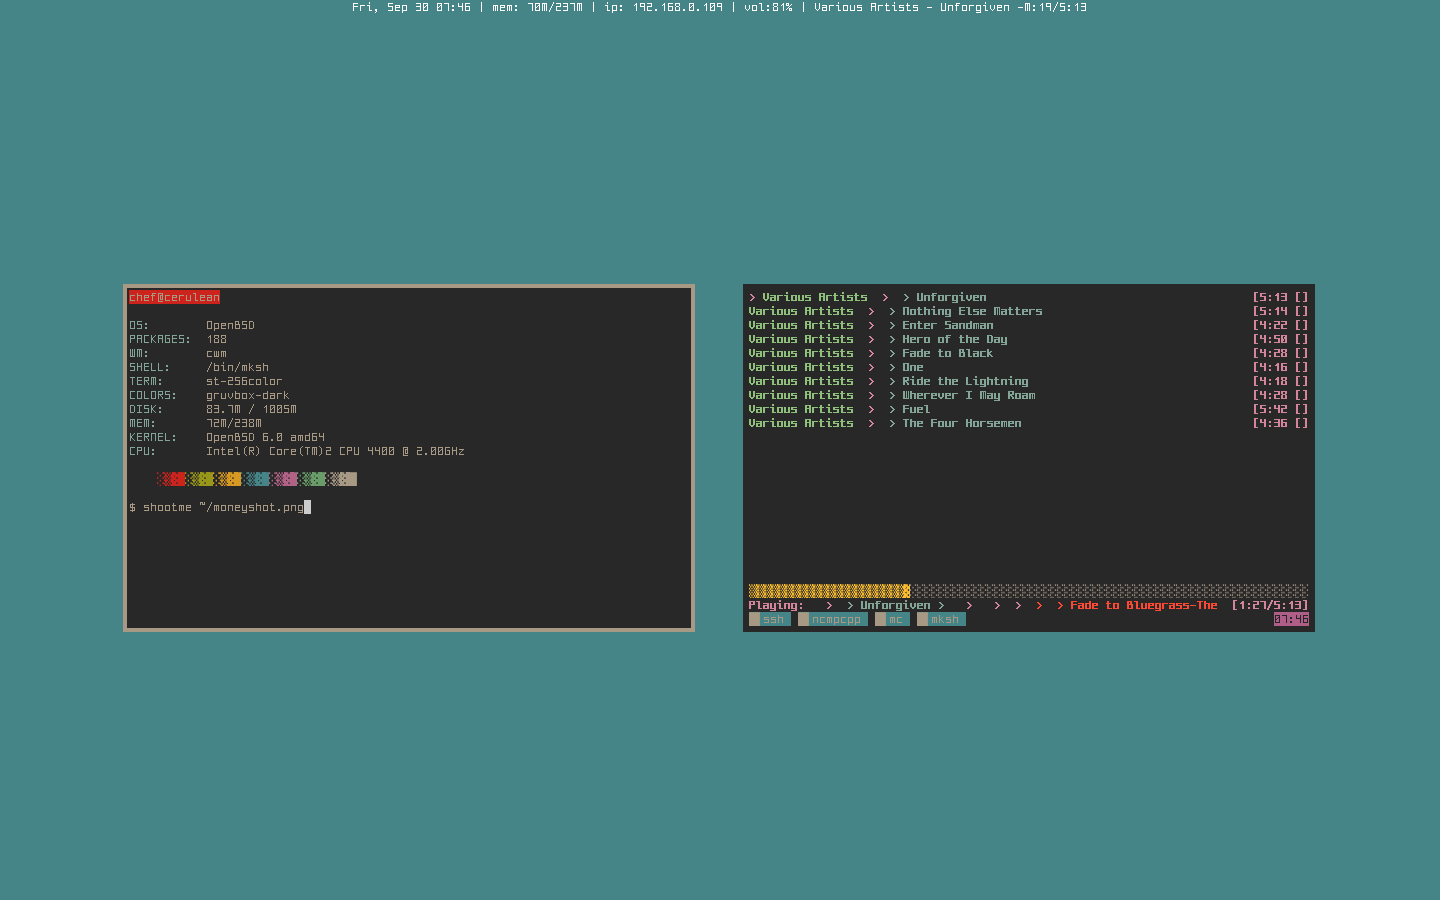 Fri, Sep 30 07:46 | mem: 70M/237M | ip: 192.168.0.109 | vol:81% | Various Artists - Unforgiven -M:19/5:13
chef@cerulean
OS: OpenBSD
PACKAGES: 188
WM: cwm
SHELL: /bin/mksh
TERM: st-256color
COLORS: gruvbox-dark
DISK: 83.7M / 1005M
MEM: 72M/238M
KERNEL: OpenBSD 6.0 amd64
CPU: Intel(R) Core(TM)2 CPU 4400 @ 2.00GHz
$ shootme ~/moneyshot.png
> Various Artists > > Unforgiven [5:13 []
Various Artists > > Nothing Else Matters [5:14 []
Various Artists > > Enter Sandman [4:22 []
Various Artists > > Hero of the Day [4:50 []
Various Artists > > Fade to Black [4:28 []
Various Artists > > One [4:16 []
Various Artists > > Ride the Lightning [4:18 []
Various Artists > > Wherever I May Roam [4:28 []
Various Artists > > Fuel [5:42 []
Various Artists > > The Four Horsemen [4:36 []
Playing: > > Unforgiven > > > > > > Fade to Bluegrass-The [1:27/5:13]
ssh ncmpcpp mc mksh 07:46